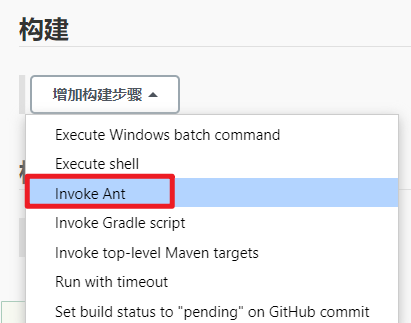 构建
增加构建步骤
Execute Windows batch command
Execute shell
Invoke Ant
Invoke Gradle script
Invoke top-level Maven targets
Run with timeout
Set build status to "pending" on GitHub commit